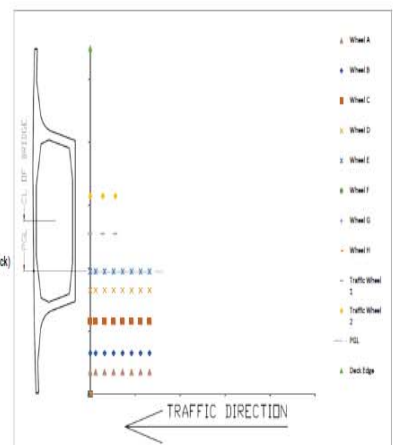 PGL
CL OF BRIDGE
ck)
Wheel A
Wheel B
Wheel C
Wheel D
Wheel E
Wheel F
Wheel G
Wheel H
Traffic Wheel
1
Traffic Wheel
2
PGL
Deck Edge
TRAFFIC DIRECTION